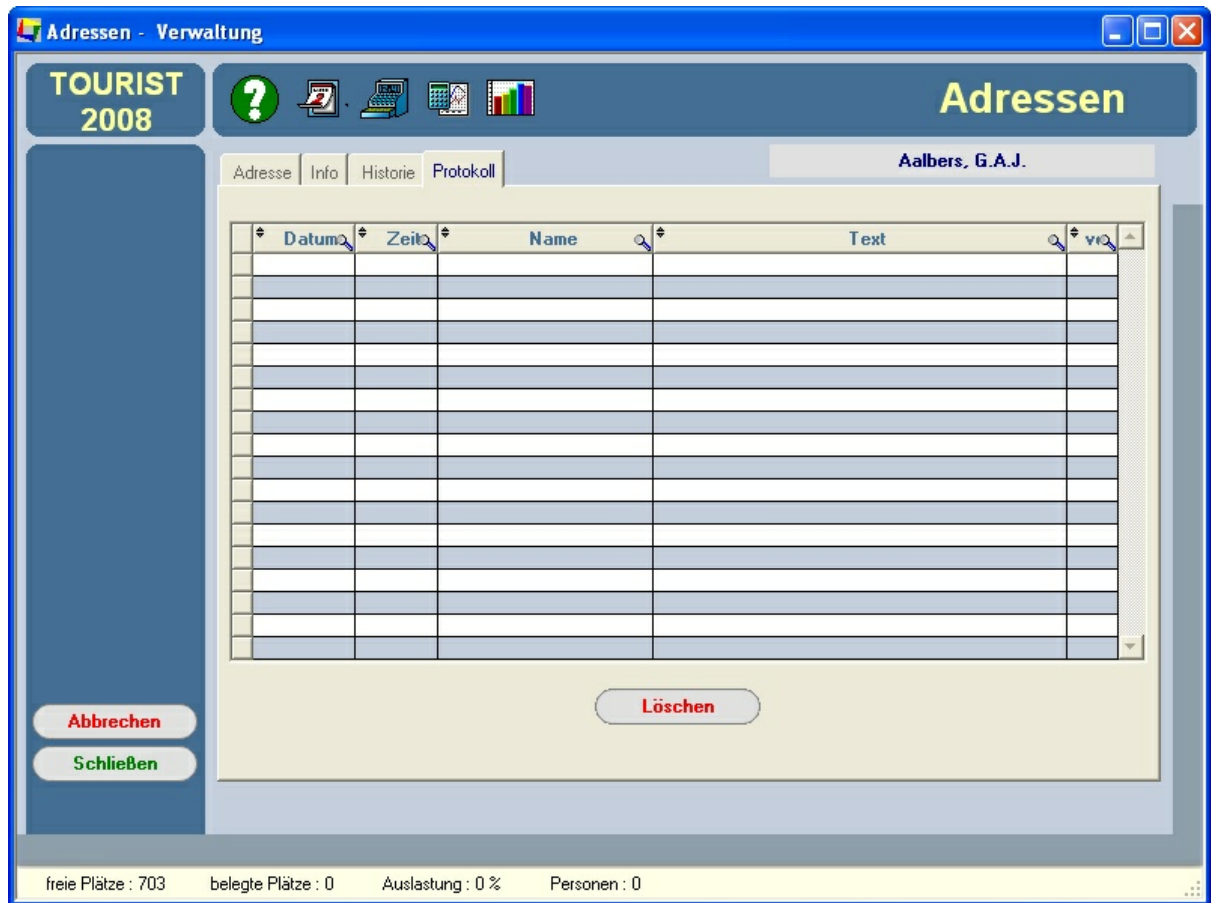 Adressen - Verwaltung
TOURIST
2008
Adressen
Aalbers, G.A.J.
Adresse Info Historie Protokoll
Datum Zeit Name Text
Löschen
Abbrechen
Schließen
freie Plätze : 703 belegte Plätze : 0 Auslastung : 0 % Personen : 0